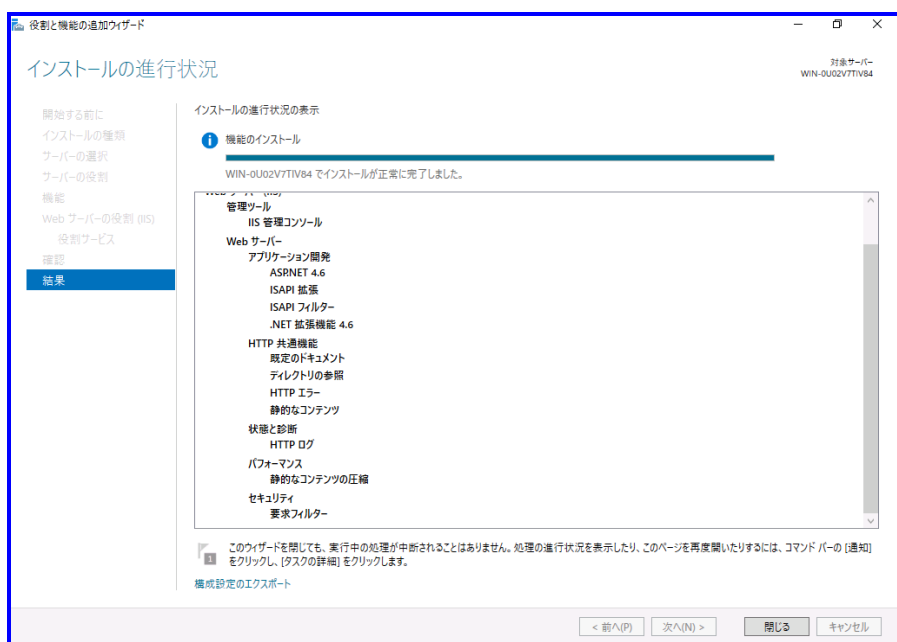 役割と機能の追加ウィザード
インストールの進行状況
対象サーバー
WIN-0U02V7TIV84
開始する前に
インストールの種類
サーバーの選択
サーバーの役割
機能
Web サーバーの役割 (IIS)
役割サービス
確認
結果
インストールの進行状況の表示
機能のインストール
WIN-0U02V7TIV84 でインストールが正常に完了しました。
Web サーバー (IIS)
管理ツール
IIS 管理コンソール
Web サーバー
アプリケーション開発
ASP.NET 4.6
ISAPI 拡張
ISAPI フィルター
.NET 拡張機能 4.6
HTTP 共通機能
既定のドキュメント
ディレクトリの参照
HTTP エラー
静的なコンテンツ
状態と診断
HTTP ログ
パフォーマンス
静的なコンテンツの圧縮
セキュリティ
要求フィルター
1
このウィザードを閉じても、実行中の処理が中断されることはありません。処理の進行状況を表示したり、このページを再度開いたりするには、コマンド バーの [通知]
をクリックし、[タスクの詳細] をクリックします。
構成設定のエクスポート
< 前へ(P)
次へ(N) >
閉じる
キャンセル